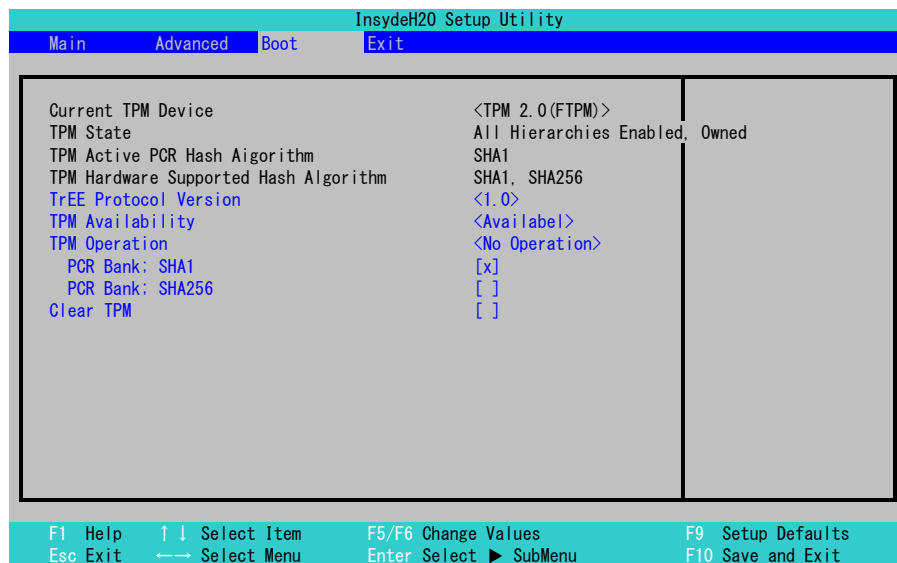 InsydeH2O Setup Utility
Main Advanced Boot Exit
Current TPM Device <TPM 2.0(FTPM)>
TPM State All Hierarchies Enabled, Owned
TPM Active PCR Hash Aigorithm SHA1
TPM Hardware Supported Hash Algorithm SHA1, SHA256
TrEE Protocol Version <1.0>
TPM Availability <Availabel>
TPM Operation <No Operation>
PCR Bank: SHA1 [x]
PCR Bank: SHA256 [ ]
Clear TPM [ ]
F1 Help ↑↓ Select Item F5/F6 Change Values F9 Setup Defaults
Esc Exit ←→ Select Menu Enter Select ▶ SubMenu F10 Save and Exit